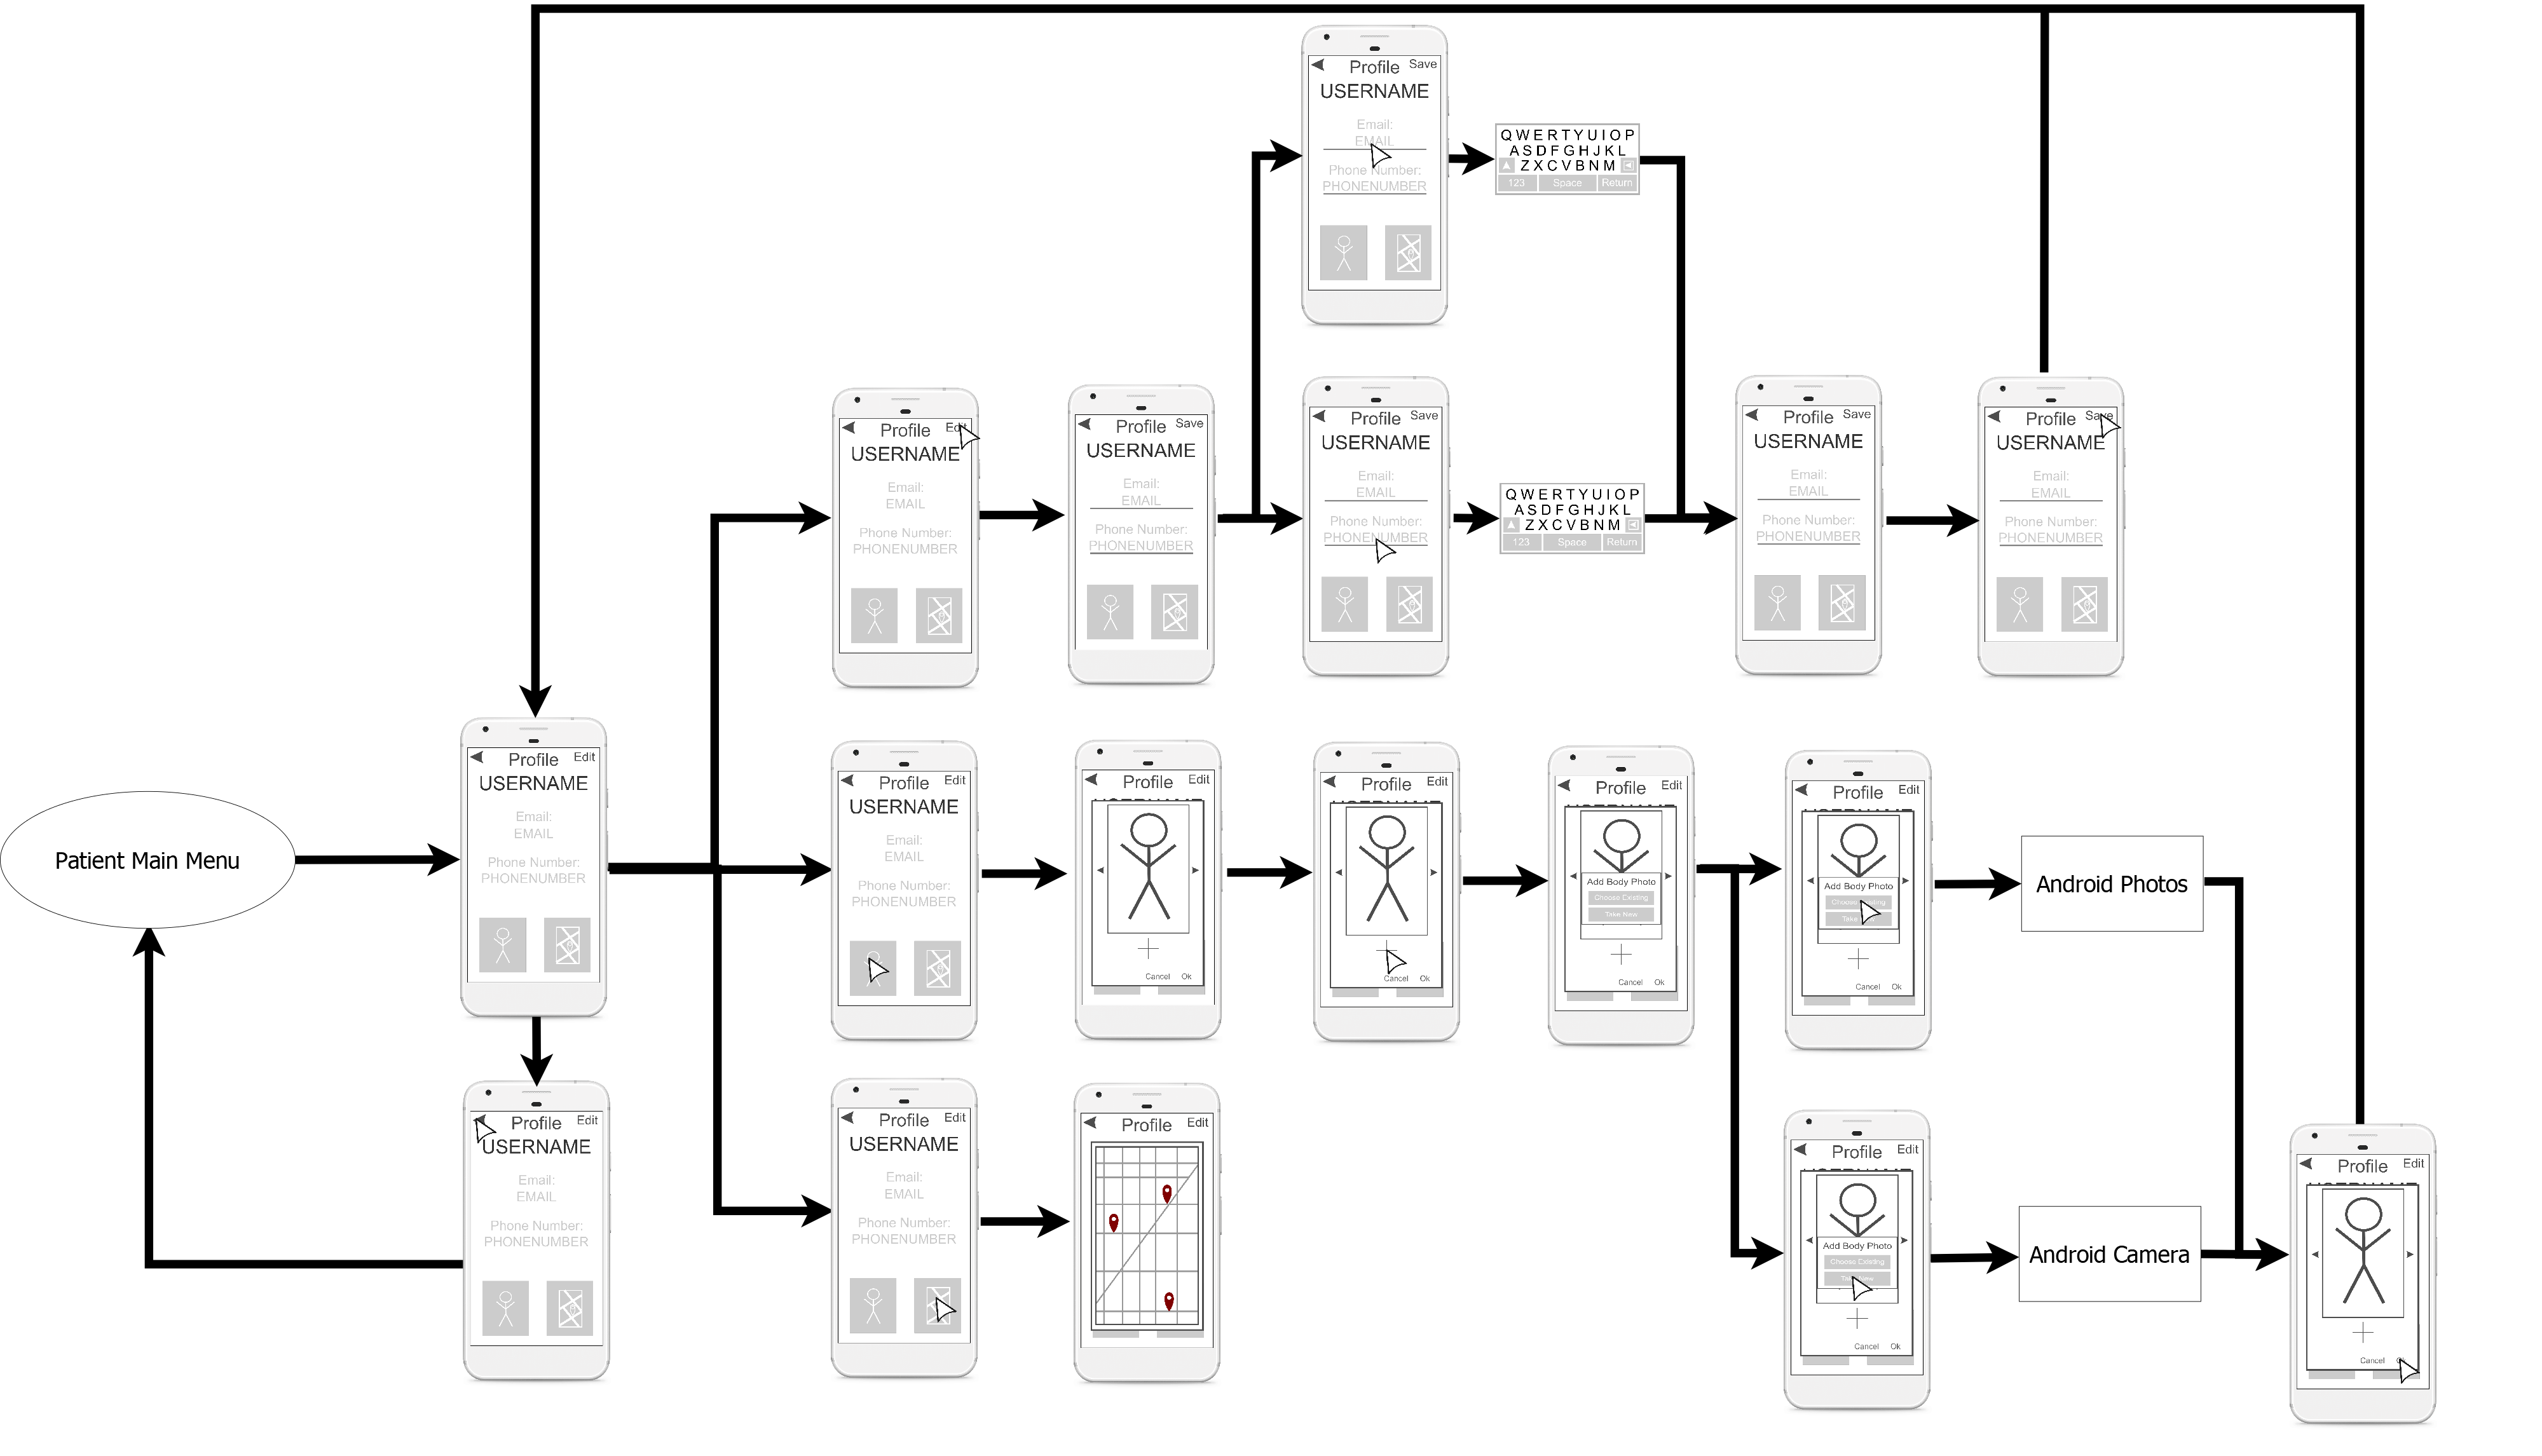 Profile Save
USERNAME
Email:
EMAIL
Phone Number:
PHONENUMBER
Q W E R T Y U I O P
A S D F G H J K L
Z X C V B N M
123 Space Return
Profile Edit
USERNAME
Email:
EMAIL
Phone Number:
PHONENUMBER
Profile Save
USERNAME
Email:
EMAIL
Phone Number:
PHONENUMBER
Profile Save
USERNAME
Email:
EMAIL
Phone Number:
PHONENUMBER
Q W E R T Y U I O P
A S D F G H J K L
Z X C V B N M
123 Space Return
Profile Save
USERNAME
Email:
EMAIL
Phone Number:
PHONENUMBER
Profile Save
USERNAME
Email:
EMAIL
Phone Number:
PHONENUMBER
Patient Main Menu
Profile Edit
USERNAME
Email:
EMAIL
Phone Number:
PHONENUMBER
Profile Edit
USERNAME
Email:
EMAIL
Phone Number:
PHONENUMBER
Profile Edit
Cancel Ok
Profile Edit
Cancel Ok
Profile Edit
Add Body Photo
Choose Existing
Take New
Cancel Ok
Profile Edit
Add Body Photo
Choose Existing
Take
Cancel Ok
Android Photos
Profile Edit
USERNAME
Email:
EMAIL
Phone Number:
PHONENUMBER
Profile Edit
USERNAME
Email:
EMAIL
Phone Number:
PHONENUMBER
Profile Edit
Profile Edit
Add Body Photo
Choose Existing
Cancel Ok
Android Camera
Profile Edit
Cancel